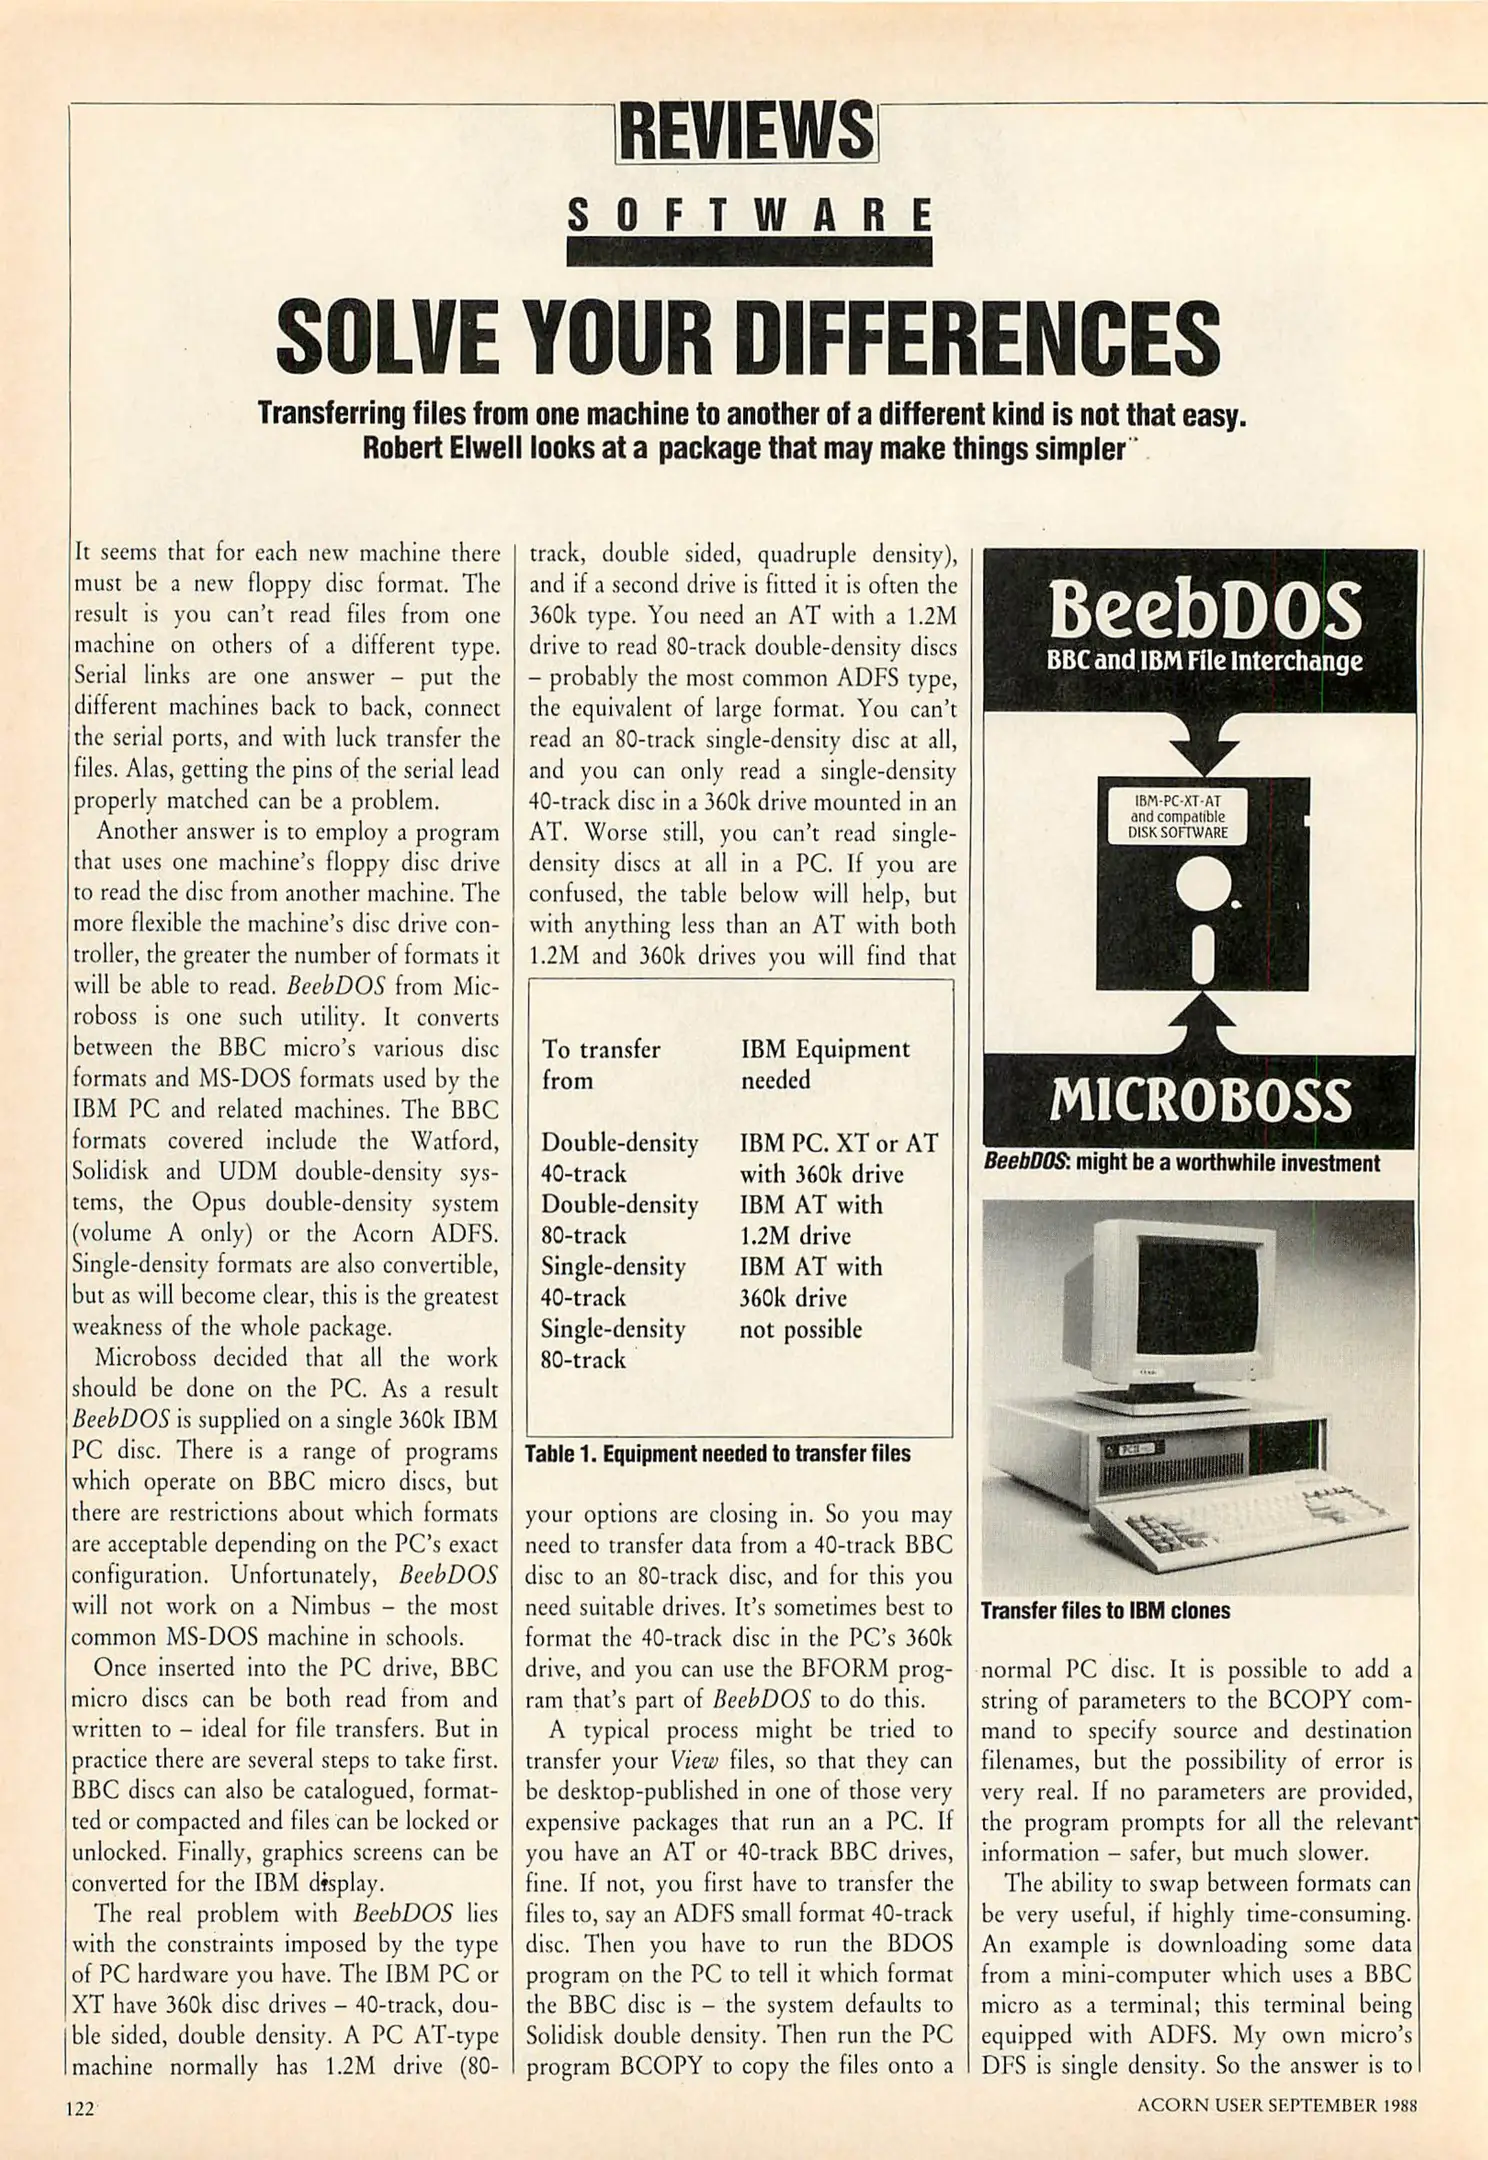 REVIEWS
SOFTWARE
SOLVE YOUR DIFFERENCES
Transferring files from one machine to another of a different kind is not that easy.
Robert Elwell looks at a package that may make things simpler
It seems that for each new machine there
must be a new floppy disc format. The
result is you can't read files from one
machine on others of a different type.
Serial links are one answer – put the
different machines back to back, connect
the serial ports, and with luck transfer the
files. Alas, getting the pins of the serial lead
properly matched can be a problem.
Another answer is to employ a program
that uses one machine's floppy disc drive
to read the disc from another machine. The
more flexible the machine's disc drive con-
troller, the greater the number of formats it
will be able to read. BeebDOS from Mic-
roboss is one such utility. It converts
between the BBC micro's various disc
formats and MS-DOS formats used by the
IBM PC and related machines. The BBC
formats covered include the Watford,
Solidisk and UDM double-density sys-
tems, the Opus double-density system
(volume A only) or the Acorn ADFS.
Single-density formats are also convertible,
but as will become clear, this is the greatest
weakness of the whole package.
Microboss decided that all the work
should be done on the PC. As a result
BeebDOS is supplied on a single 360k IBM
PC disc. There is a range of programs
which operate on BBC micro discs, but
there are restrictions about which formats
are acceptable depending on the PC's exact
configuration. Unfortunately, BeebDOS
will not work on a Nimbus – the most
common MS-DOS machine in schools.
Once inserted into the PC drive, BBC
micro discs can be both read from and
written to – ideal for file transfers. But in
practice there are several steps to take first.
BBC discs can also be catalogued, format-
ted or compacted and files can be locked or
unlocked. Finally, graphics screens can be
converted for the IBM display.
The real problem with BeebDOS lies
with the constraints imposed by the type
of PC hardware you have. The IBM PC or
XT have 360k disc drives – 40-track, dou-
ble sided, double density. A PC AT-type
machine normally has 1.2M drive (80-
track, double sided, quadruple density),
and if a second drive is fitted it is often the
360k type. You need an AT with a 1.2M
drive to read 80-track double-density discs
– probably the most common ADFS type,
the equivalent of large format. You can't
read an 80-track single-density disc at all,
and you can only read a single-density
40-track disc in a 360k drive mounted in an
AT. Worse still, you can't read single-
density discs at all in a PC. If you are
confused, the table below will help, but
with anything less than an AT with both
1.2M and 360k drives you will find that
To transfer IBM Equipment
from needed
Double-density IBM PC. XT or AT
40-track with 360k drive
Double-density IBM AT with
80-track 1.2M drive
Single-density IBM AT with
40-track 360k drive
Single-density not possible
80-track
Table 1. Equipment needed to transfer files
your options are closing in. So you may
need to transfer data from a 40-track BBC
disc to an 80-track disc, and for this you
need suitable drives. It's sometimes best to
format the 40-track disc in the PC's 360k
drive, and you can use the BFORM prog-
ram that's part of BeebDOS to do this.
A typical process might be tried to
transfer your View files, so that they can
be desktop-published in one of those very
expensive packages that run an a PC. If
you have an AT or 40-track BBC drives,
fine. If not, you first have to transfer the
files to, say an ADFS small format 40-track
disc. Then you have to run the BDOS
program on the PC to tell it which format
the BBC disc is – the system defaults to
Solidisk double density. Then run the PC
program BCOPY to copy the files onto a
BeebDOS
BBC and IBM File Interchange
IBM-PC-XT-AT
and compatible
DISK SOFTWARE
MICROBOSS
BeebDOS: might be a worthwhile investment
Transfer files to IBM clones
normal PC disc. It is possible to add a
string of parameters to the BCOPY com-
mand to specify source and destination
filenames, but the possibility of error is
very real. If no parameters are provided,
the program prompts for all the relevant
information – safer, but much slower.
The ability to swap between formats can
be very useful, if highly time-consuming.
An example is downloading some data
from a mini-computer which uses a BBC
micro as a terminal; this terminal being
equipped with ADFS. My own micro's
DFS is single density. So the answer is to
122
ACORN USER SEPTEMBER 1988